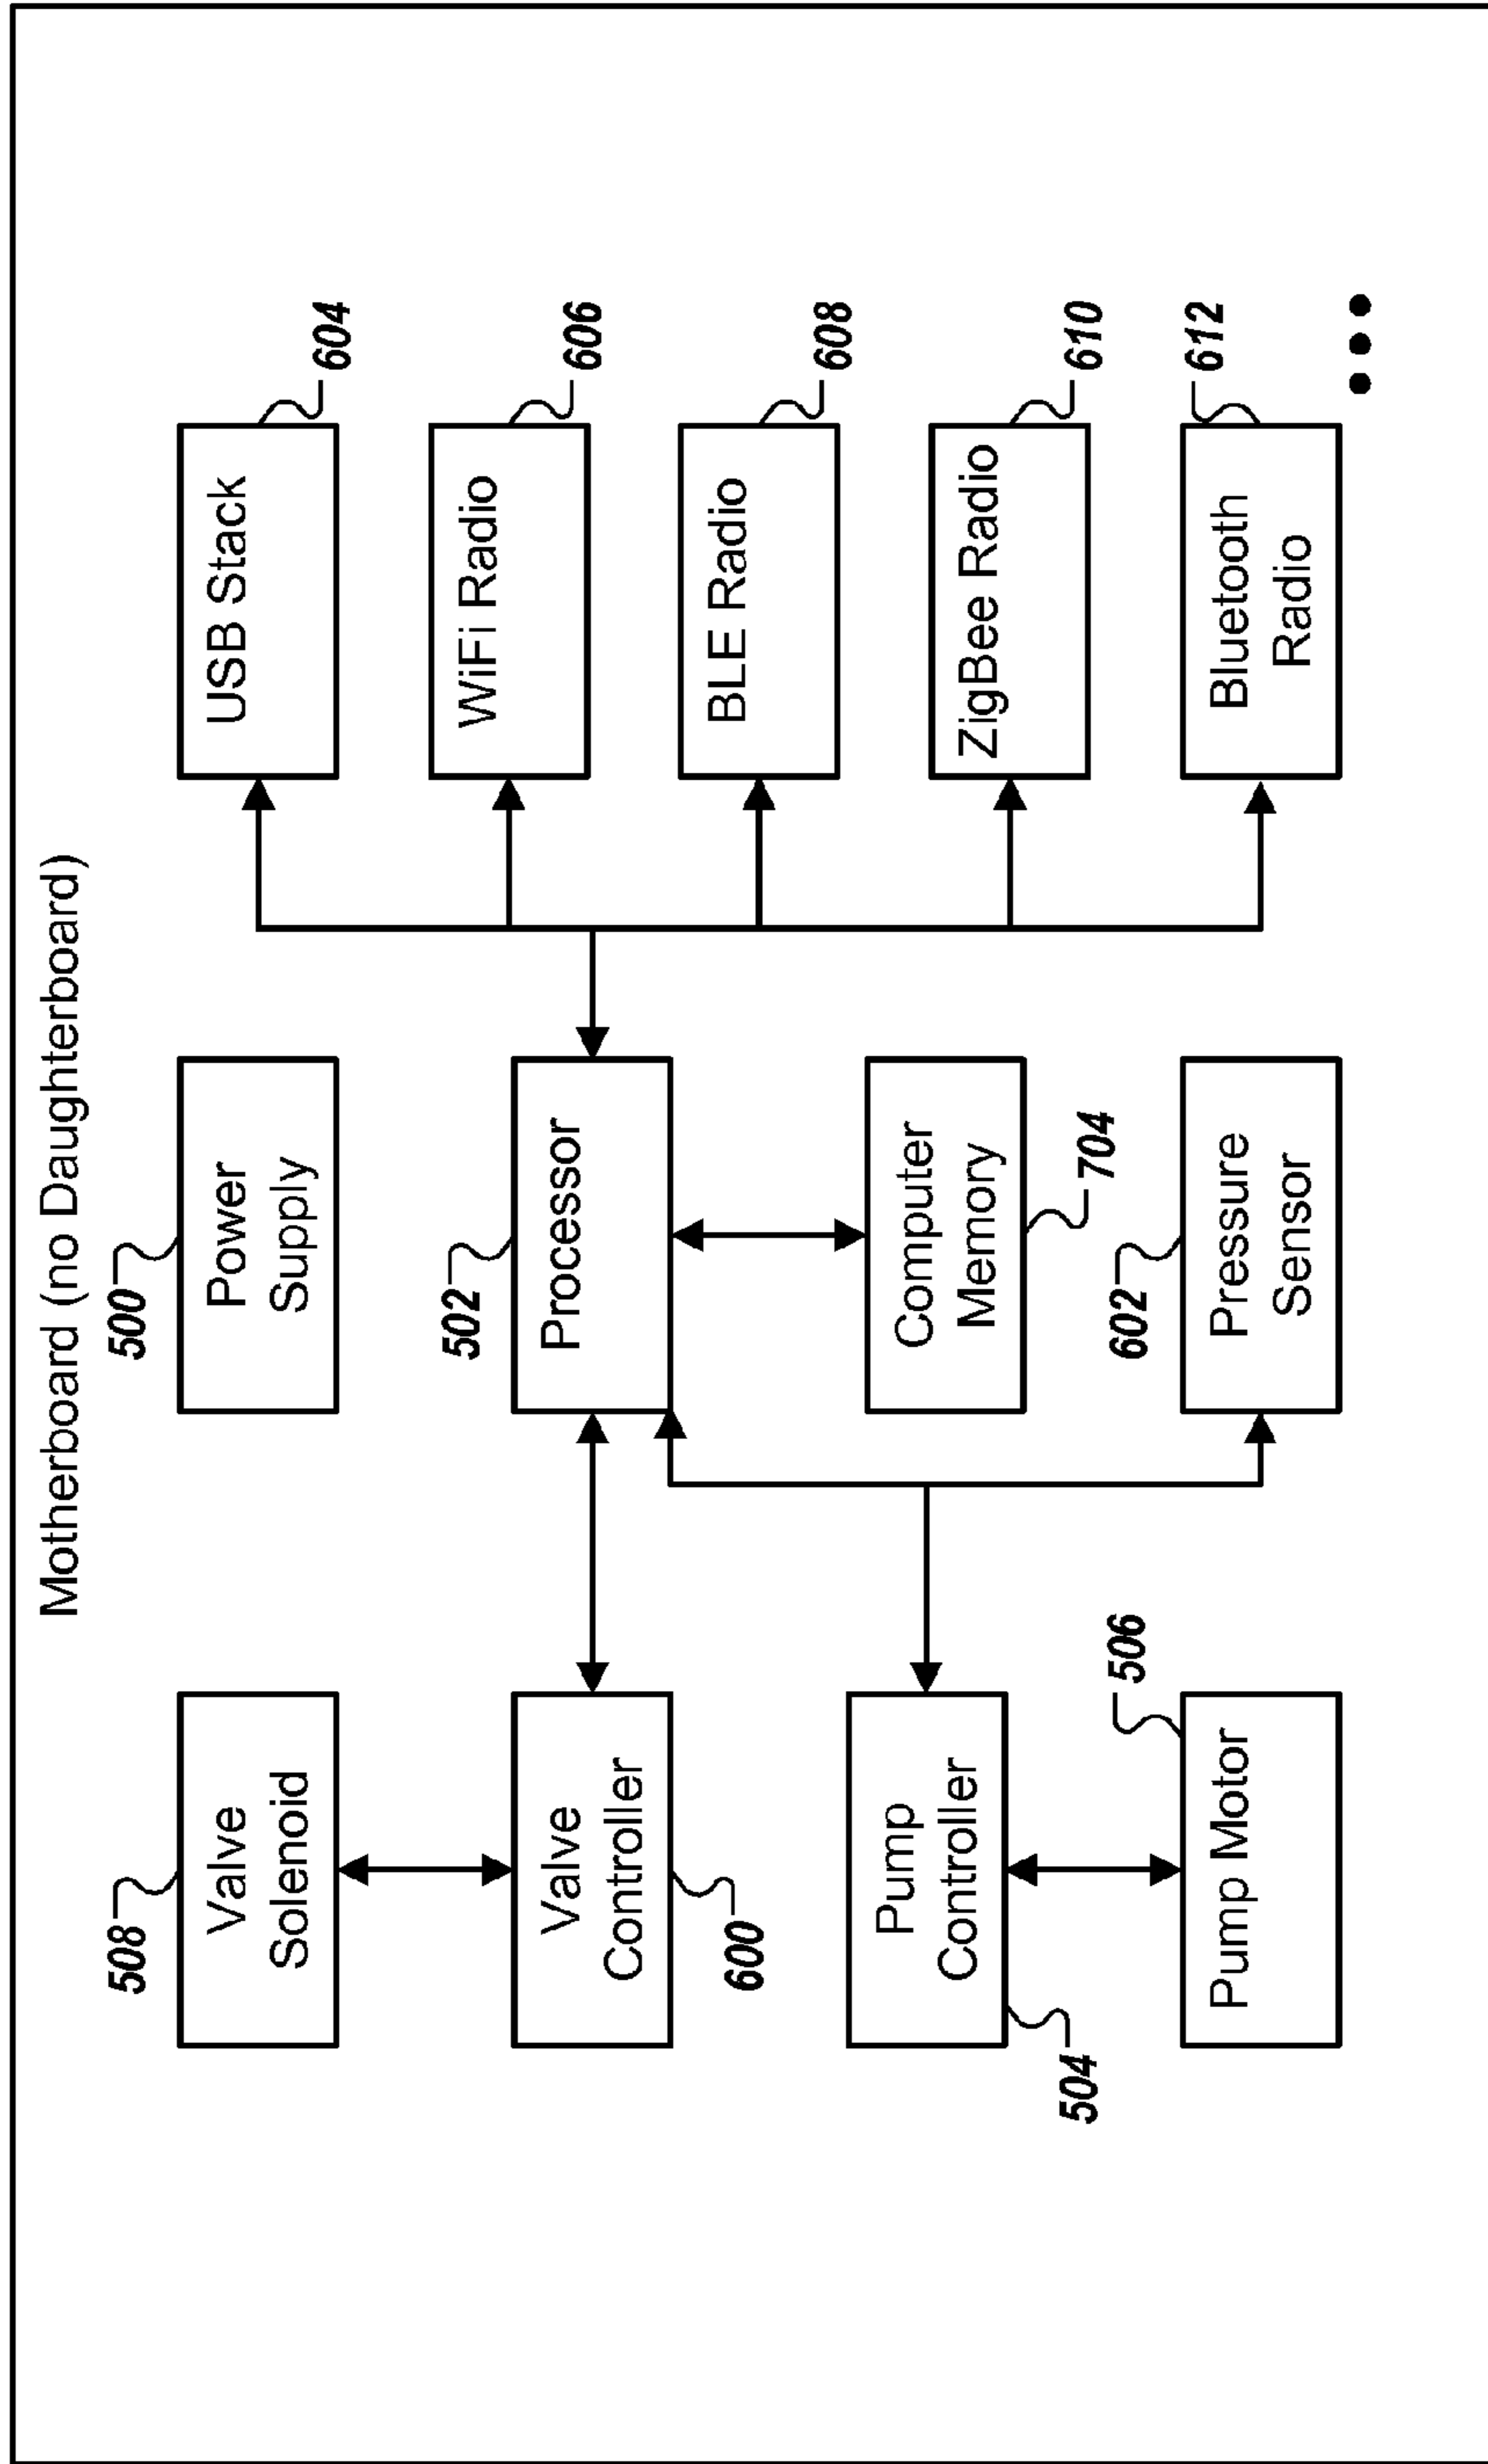 Motherboard (no Daughterboard)
508
Valve
Solenoid
500
Power
Supply
USB Stack
604
Valve
Controller
600
502
Processor
WiFi Radio
606
BLE Radio
608
Pump
Controller
504
Computer
Memory
704
ZigBee Radio
610
Pump Motor
506
602
Pressure
Sensor
Bluetooth
Radio
612